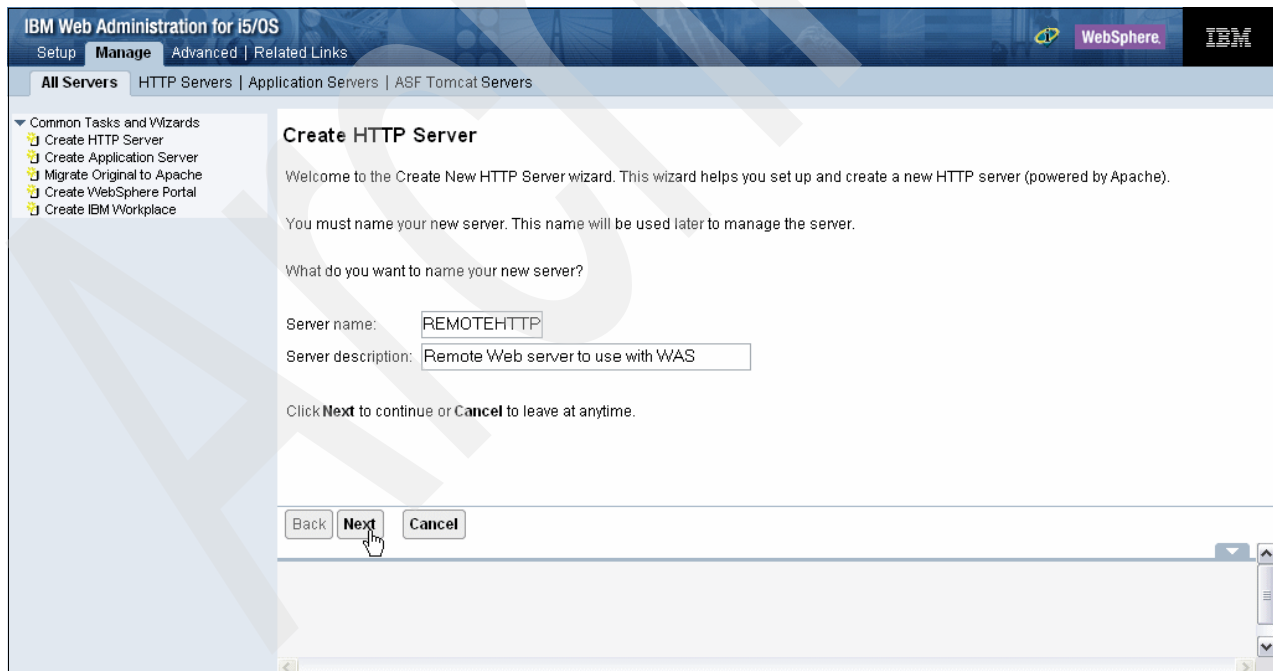 IBM Web Administration for i5/OS
Setup Manage Advanced | Related Links
WebSphere.
IBM
All Servers HTTP Servers | Application Servers | ASF Tomcat Servers
Common Tasks and Wizards
Create HTTP Server
Create Application Server
Migrate Original to Apache
Create WebSphere Portal
Create IBM Workplace
Create HTTP Server
Welcome to the Create New HTTP Server wizard. This wizard helps you set up and create a new HTTP server (powered by Apache).
You must name your new server. This name will be used later to manage the server.
What do you want to name your new server?
Server name: REMOTEHTTP
Server description: Remote Web server to use with WAS
Click Next to continue or Cancel to leave at anytime.
Back Next Cancel